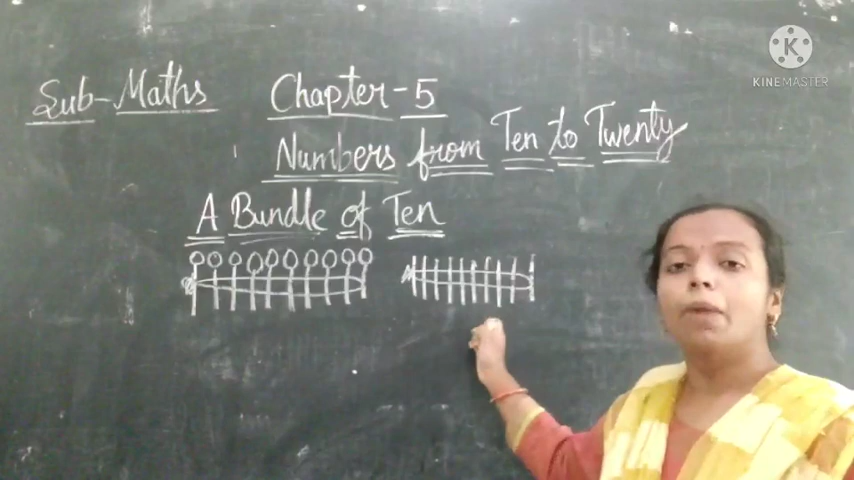 Sub-Maths Chapter-5
Numbers from Ten to Twenty
A Bundle of Ten
KINEMASTER